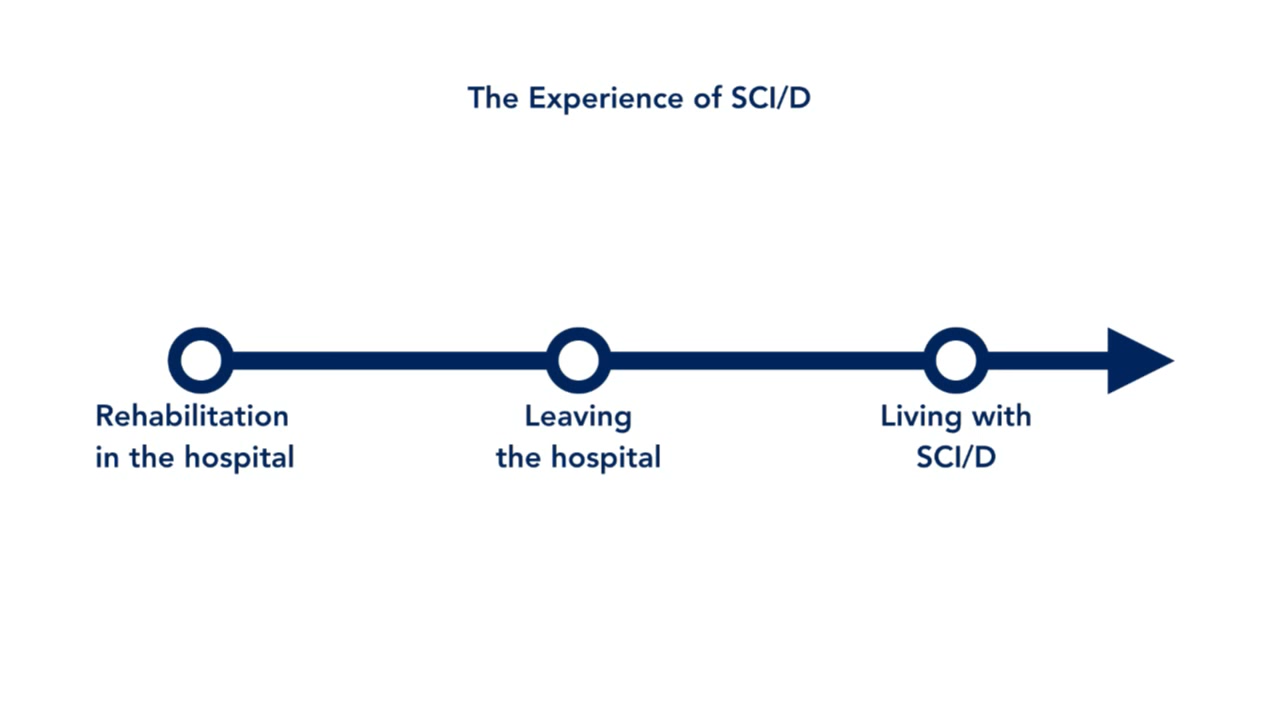 The Experience of SCI/D
Rehabilitation
in the hospital
Leaving
the hospital
Living with
SCI/D